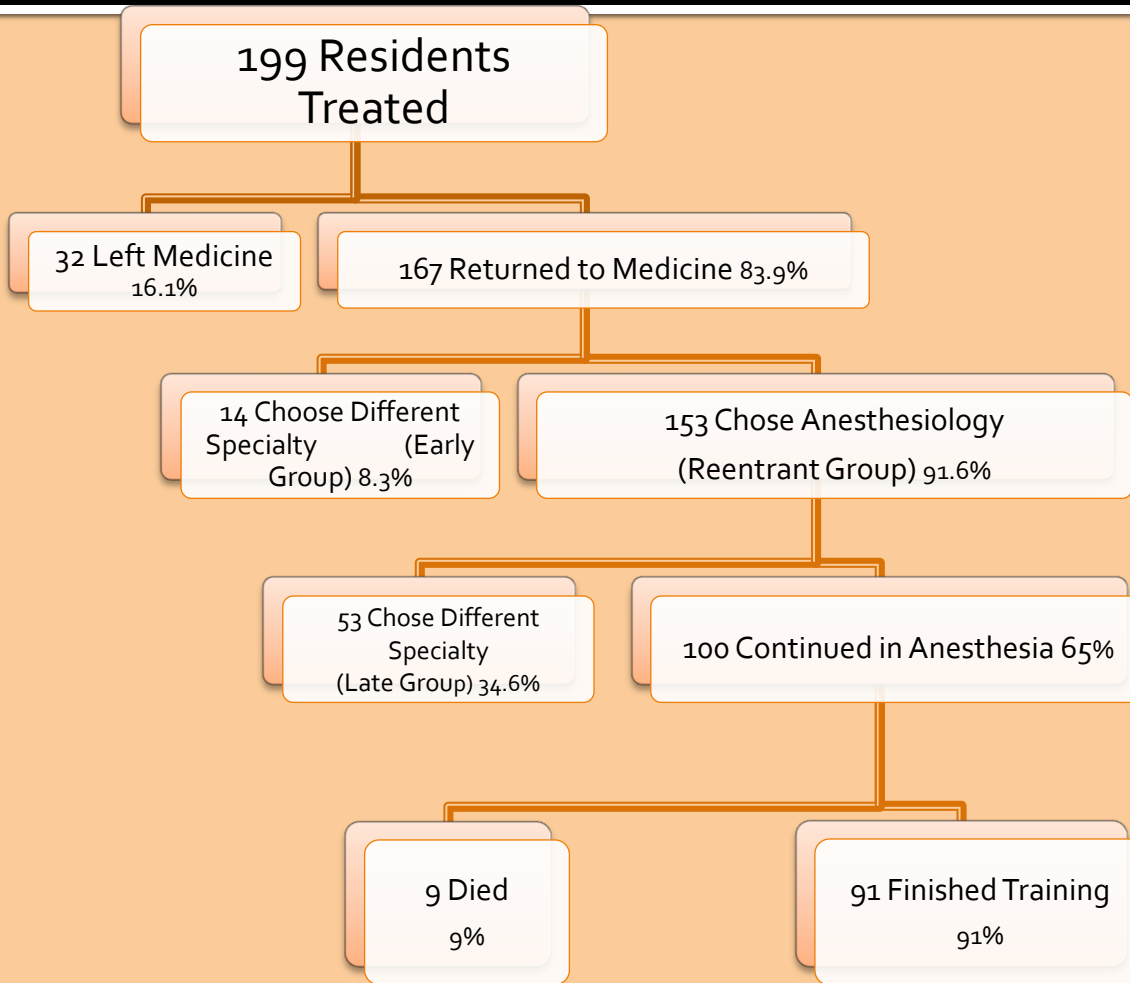 199 Residents
Treated
32 Left Medicine
16.1%
167 Returned to Medicine 83.9%
14 Choose Different
Specialty (Early
Group) 8.3%
153 Chose Anesthesiology
(Reentrant Group) 91.6%
53 Chose Different
Specialty
(Late Group) 34.6%
100 Continued in Anesthesia 65%
9 Died
9%
91 Finished Training
91%